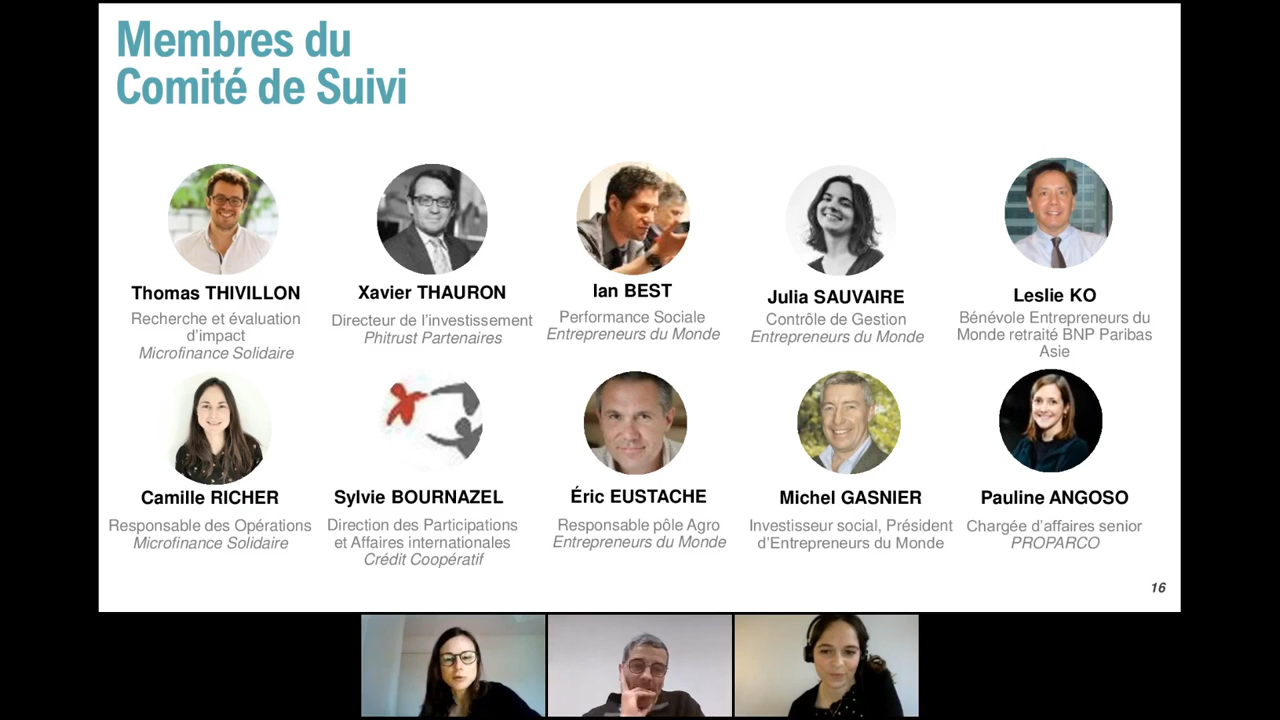 Membres du
Comité de Suivi
Thomas THIVILLON
Recherche et évaluation
d'impact
Microfinance Solidaire
Xavier THAURON
Directeur de l'investissement
Phitrust Partenaires
Ian BEST
Performance Sociale
Entrepreneurs du Monde
Julia SAUVAIRE
Contrôle de Gestion
Entrepreneurs du Monde
Leslie KO
Bénévole Entrepreneurs du
Monde retraité BNP Paribas
Asie
Camille RICHER
Responsable des Opérations
Microfinance Solidaire
Sylvie BOURNAZEL
Direction des Participations
et Affaires internationales
Crédit Coopératif
Éric EUSTACHE
Responsable pôle Agro
Entrepreneurs du Monde
Michel GASNIER
Investisseur social, Président
d'Entrepreneurs du Monde
Pauline ANGOSO
Chargée d'affaires senior
PROPARCO
16